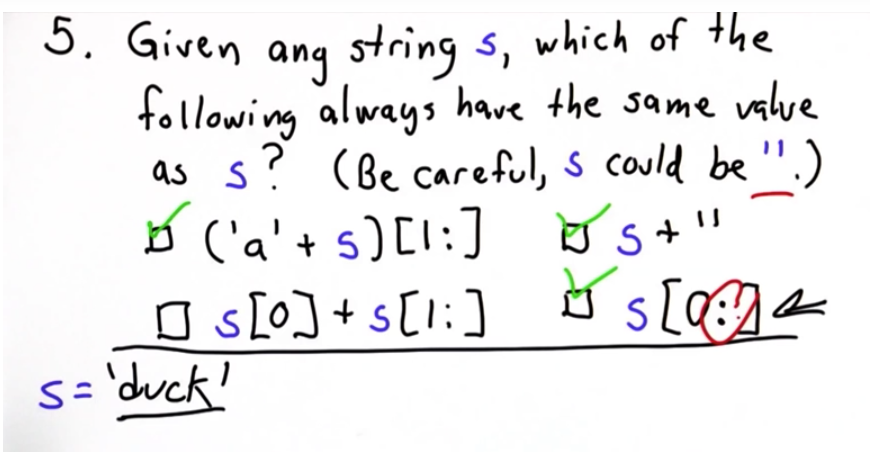 5. Given any string s, which of the
following always have the same value
as s? (Be careful, s could be ''.)
('a' + s)[1:] s + ''
s[0] + s[1:] s[0:]
s = 'duck'